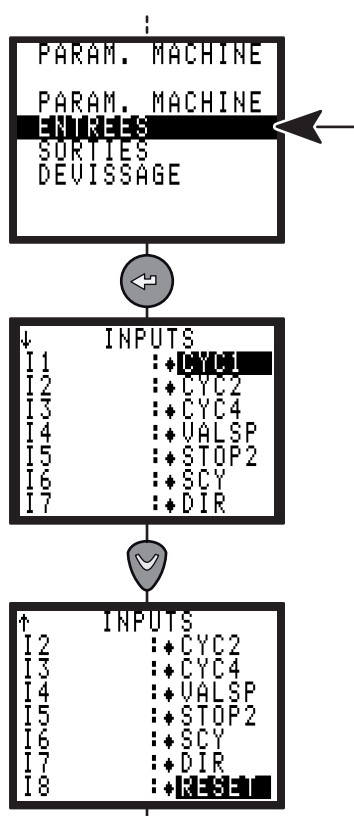 PARAM. MACHINE
PARAM. MACHINE
ENTREES
SORTIES
DEVISSAGE
↓ INPUTS
I1 :♦CYC1
I2 :♦CYC2
I3 :♦CYC4
I4 :♦VALSP
I5 :♦STOP2
I6 :♦SCY
I7 :♦DIR
↑ INPUTS
I2 :♦CYC2
I3 :♦CYC4
I4 :♦VALSP
I5 :♦STOP2
I6 :♦SCY
I7 :♦DIR
I8 :♦RESET